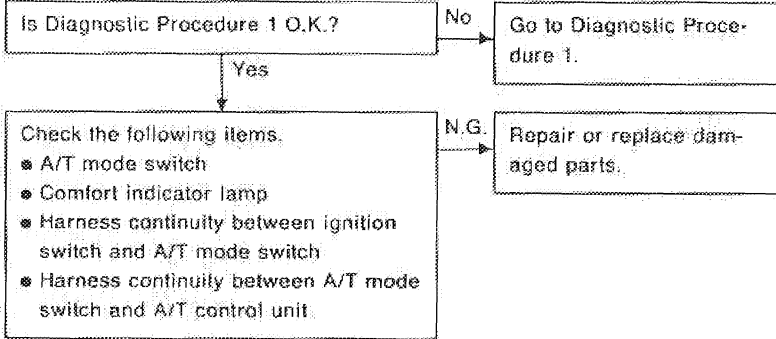 Is Diagnostic Procedure 1 O.K.?
No
Go to Diagnostic Proce-
dure 1.
Yes
Check the following items.
● A/T mode switch
● Comfort indicator lamp
● Harness continuity between ignition
switch and A/T mode switch
● Harness continuity between A/T mode
switch and A/T control unit
N.G.
Repair or replace dam-
aged parts.